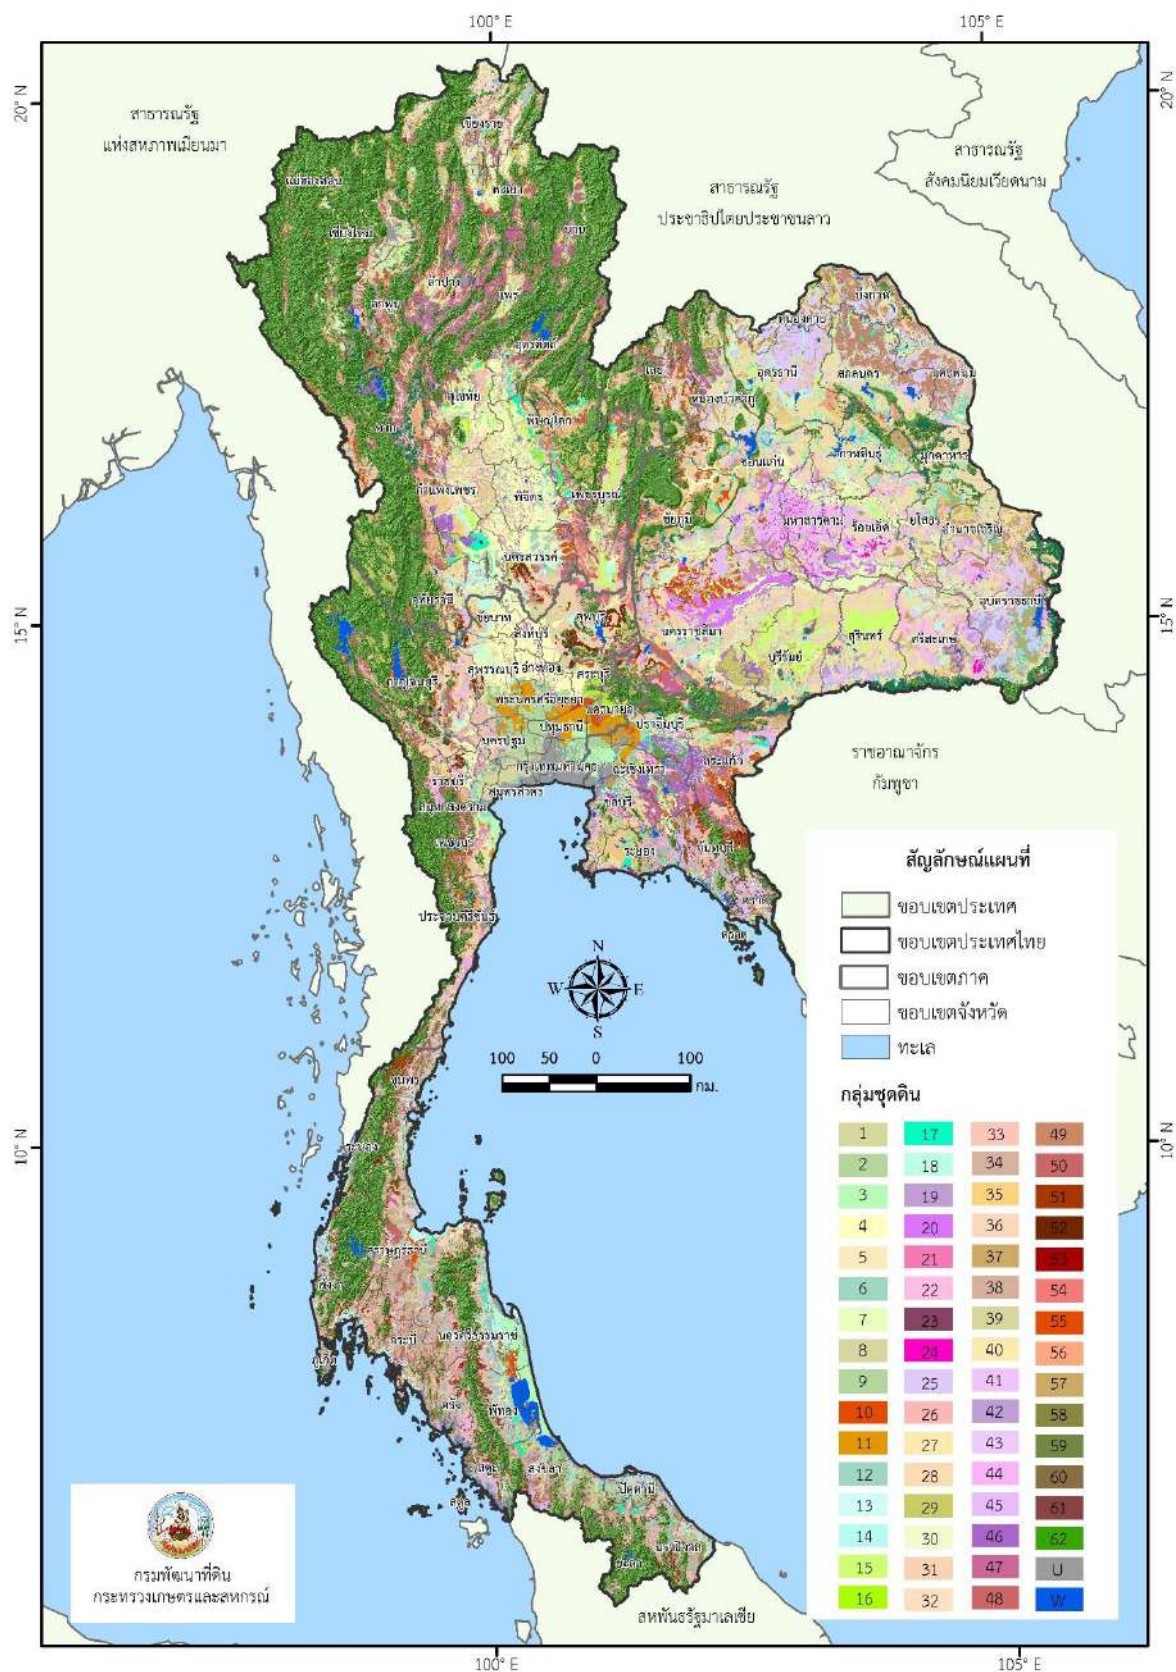 100° E
105° E
20° N
20° N
สาธารณรัฐ
แห่งสหภาพเมียนมา
สาธารณรัฐ
สังคมนิยมเวียดนาม
สาธารณรัฐ
ประชาธิปไตยประชาชนลาว
เชียงราย
แม่ฮ่องสอน
พะเยา
เชียงใหม่
น่าน
ลำปาง
ลำพูน
แพร่
อุตรดิตถ์
บึงกาฬ
หนองคาย
เลย
อุดรธานี
สกลนคร
นครพนม
หนองบัวลำภู
สุโขทัย
พิษณุโลก
ตาก
ขอนแก่น
กาฬสินธุ์
มุกดาหาร
กำแพงเพชร
พิจิตร
เพชรบูรณ์
ชัยภูมิ
มหาสารคาม
ร้อยเอ็ด
ยโสธร
อำนาจเจริญ
นครสวรรค์
อุทัยธานี
ชัยนาท
ลพบุรี
สิงห์บุรี
นครราชสีมา
อุบลราชธานี
15° N
15° N
บุรีรัมย์
สุรินทร์
ศรีสะเกษ
กาญจนบุรี
สุพรรณบุรี
อ่างทอง
สระบุรี
พระนครศรีอยุธยา
นครนายก
ปทุมธานี
ปราจีนบุรี
นครปฐม
กรุงเทพมหานคร
ฉะเชิงเทรา
สระแก้ว
ราชบุรี
สมุทรสาคร
สมุทรสงคราม
ชลบุรี
เพชรบุรี
ระยอง
จันทบุรี
ตราด
ตราด
ประจวบคีรีขันธ์
ราชอาณาจักร
กัมพูชา
N
W E
S
100 50 0 100
กม.
ชุมพร
ระนอง
10° N
10° N
สุราษฎร์ธานี
พังงา
กระบี่
นครศรีธรรมราช
ภูเก็ต
ตรัง
พัทลุง
สตูล
สงขลา
สตูล
ปัตตานี
ยะลา
นราธิวาส
สหพันธรัฐมาเลเซีย
กรมพัฒนาที่ดิน
กระทรวงเกษตรและสหกรณ์
สัญลักษณ์แผนที่
ขอบเขตประเทศ
ขอบเขตประเทศไทย
ขอบเขตภาค
ขอบเขตจังหวัด
ทะเล
กลุ่มชุดดิน
1 17 33 49
2 18 34 50
3 19 35 51
4 20 36 52
5 21 37 53
6 22 38 54
7 23 39 55
8 24 40 56
9 25 41 57
10 26 42 58
11 27 43 59
12 28 44 60
13 29 45 61
14 30 46 62
15 31 47 U
16 32 48 W
100° E
105° E